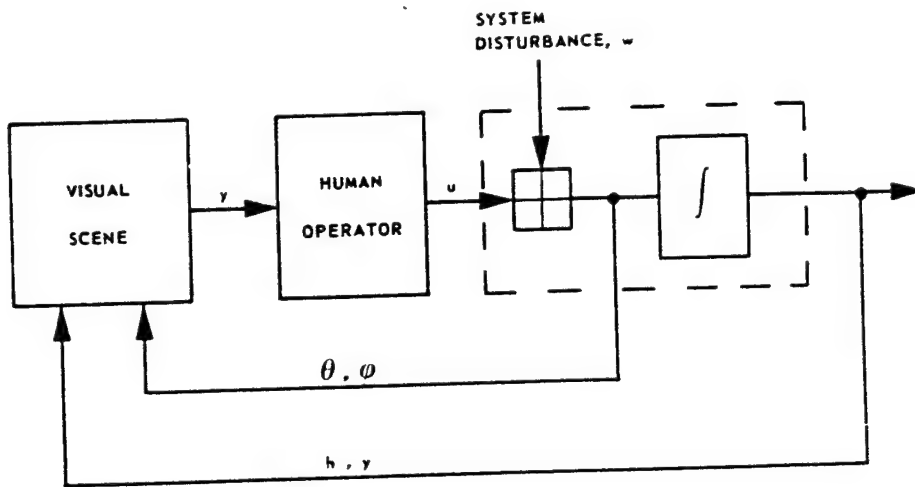 SYSTEM
DISTURBANCE, w
VISUAL
SCENE
y
HUMAN
OPERATOR
u
∫
θ, φ
h, y